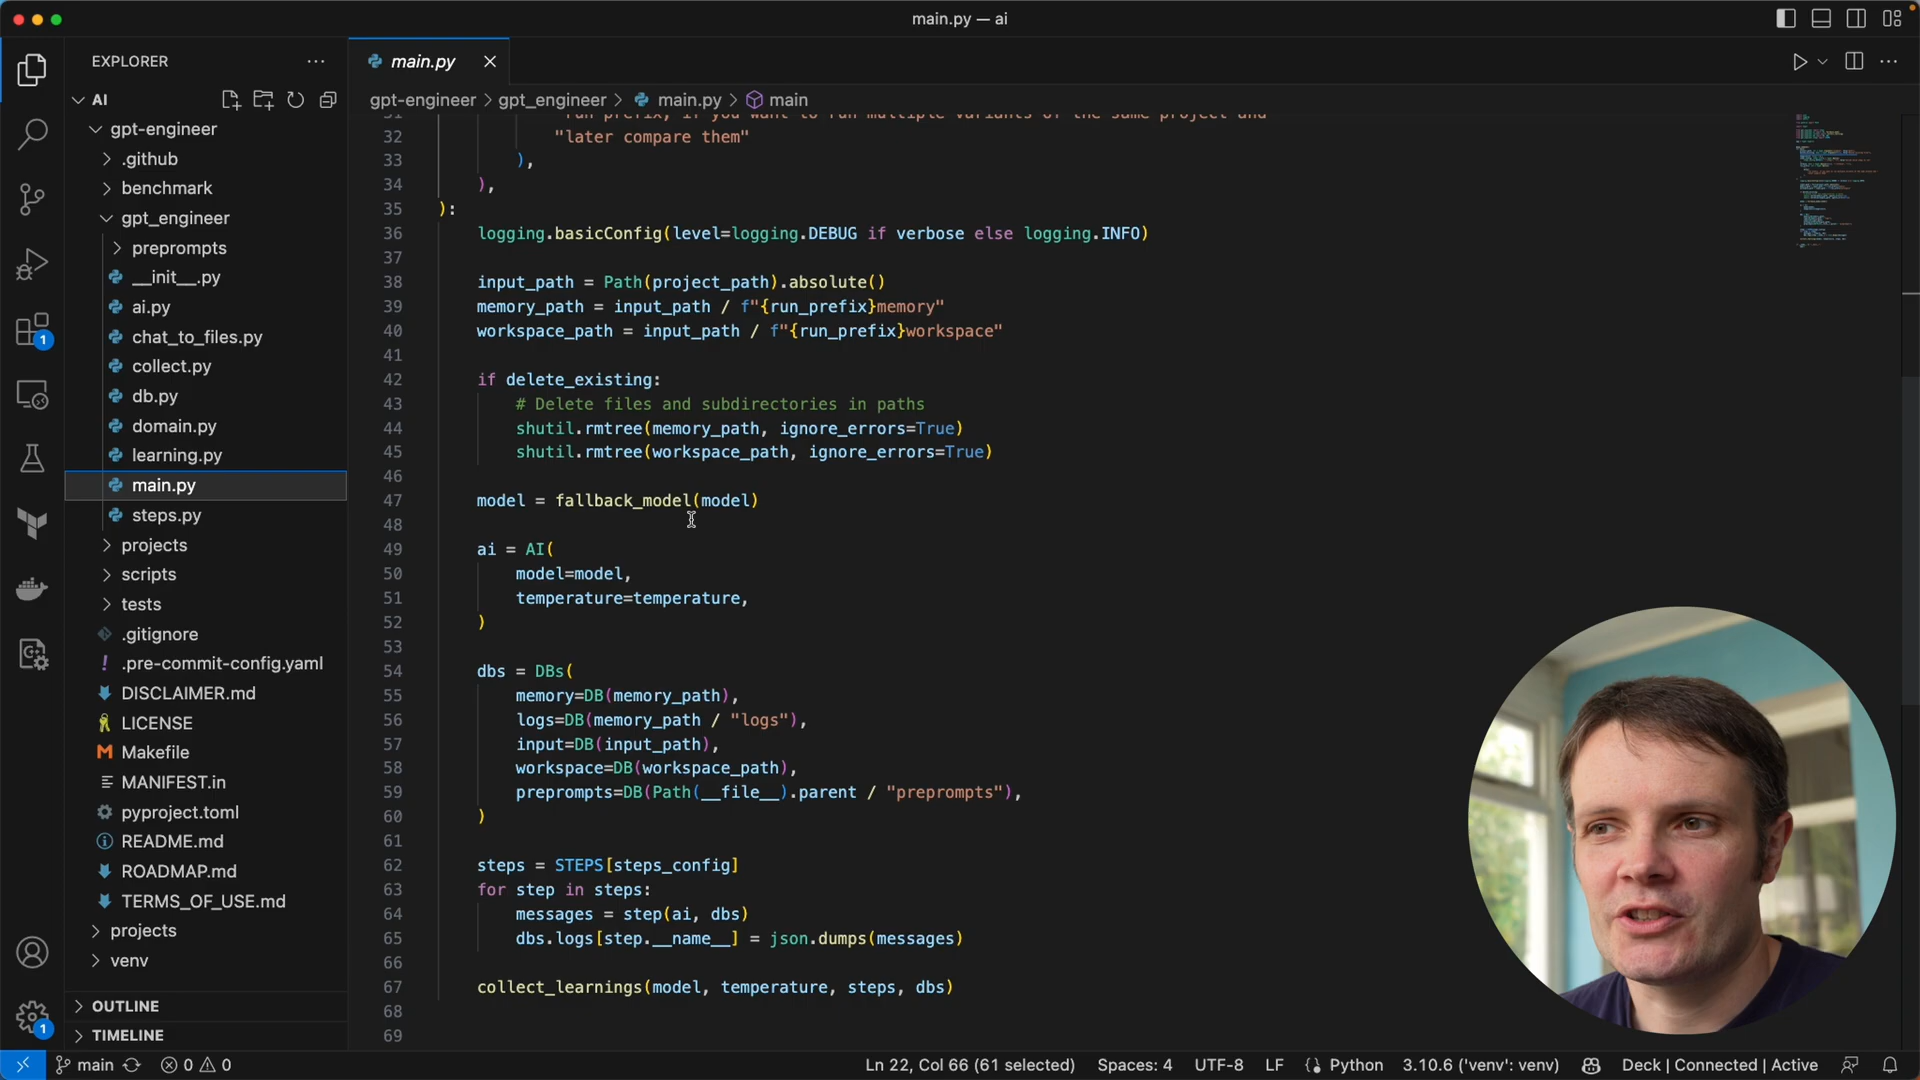 main.py — ai
EXPLORER
AI
gpt-engineer
.github
benchmark
gpt_engineer
preprompts
__init__.py
ai.py
chat_to_files.py
collect.py
db.py
domain.py
learning.py
main.py
steps.py
projects
scripts
tests
.gitignore
.pre-commit-config.yaml
DISCLAIMER.md
LICENSE
Makefile
MANIFEST.in
pyproject.toml
README.md
ROADMAP.md
TERMS_OF_USE.md
projects
venv
OUTLINE
TIMELINE
1
1
main.py
gpt-engineer > gpt_engineer > main.py > main
31 "run prefix, if you want to run multiple variants of the same project and"
32 "later compare them"
33 ),
34 ),
35 ):
36 logging.basicConfig(level=logging.DEBUG if verbose else logging.INFO)
37
38 input_path = Path(project_path).absolute()
39 memory_path = input_path / f"{run_prefix}memory"
40 workspace_path = input_path / f"{run_prefix}workspace"
41
42 if delete_existing:
43 # Delete files and subdirectories in paths
44 shutil.rmtree(memory_path, ignore_errors=True)
45 shutil.rmtree(workspace_path, ignore_errors=True)
46
47 model = fallback_model(model)
48
49 ai = AI(
50 model=model,
51 temperature=temperature,
52 )
53
54 dbs = DBs(
55 memory=DB(memory_path),
56 logs=DB(memory_path / "logs"),
57 input=DB(input_path),
58 workspace=DB(workspace_path),
59 preprompts=DB(Path(__file__).parent / "preprompts"),
60 )
61
62 steps = STEPS[steps_config]
63 for step in steps:
64 messages = step(ai, dbs)
65 dbs.logs[step.__name__] = json.dumps(messages)
66
67 collect_learnings(model, temperature, steps, dbs)
68
69
main 0 0 Ln 22, Col 66 (61 selected) Spaces: 4 UTF-8 LF Python 3.10.6 ('venv': venv) Deck | Connected | Active